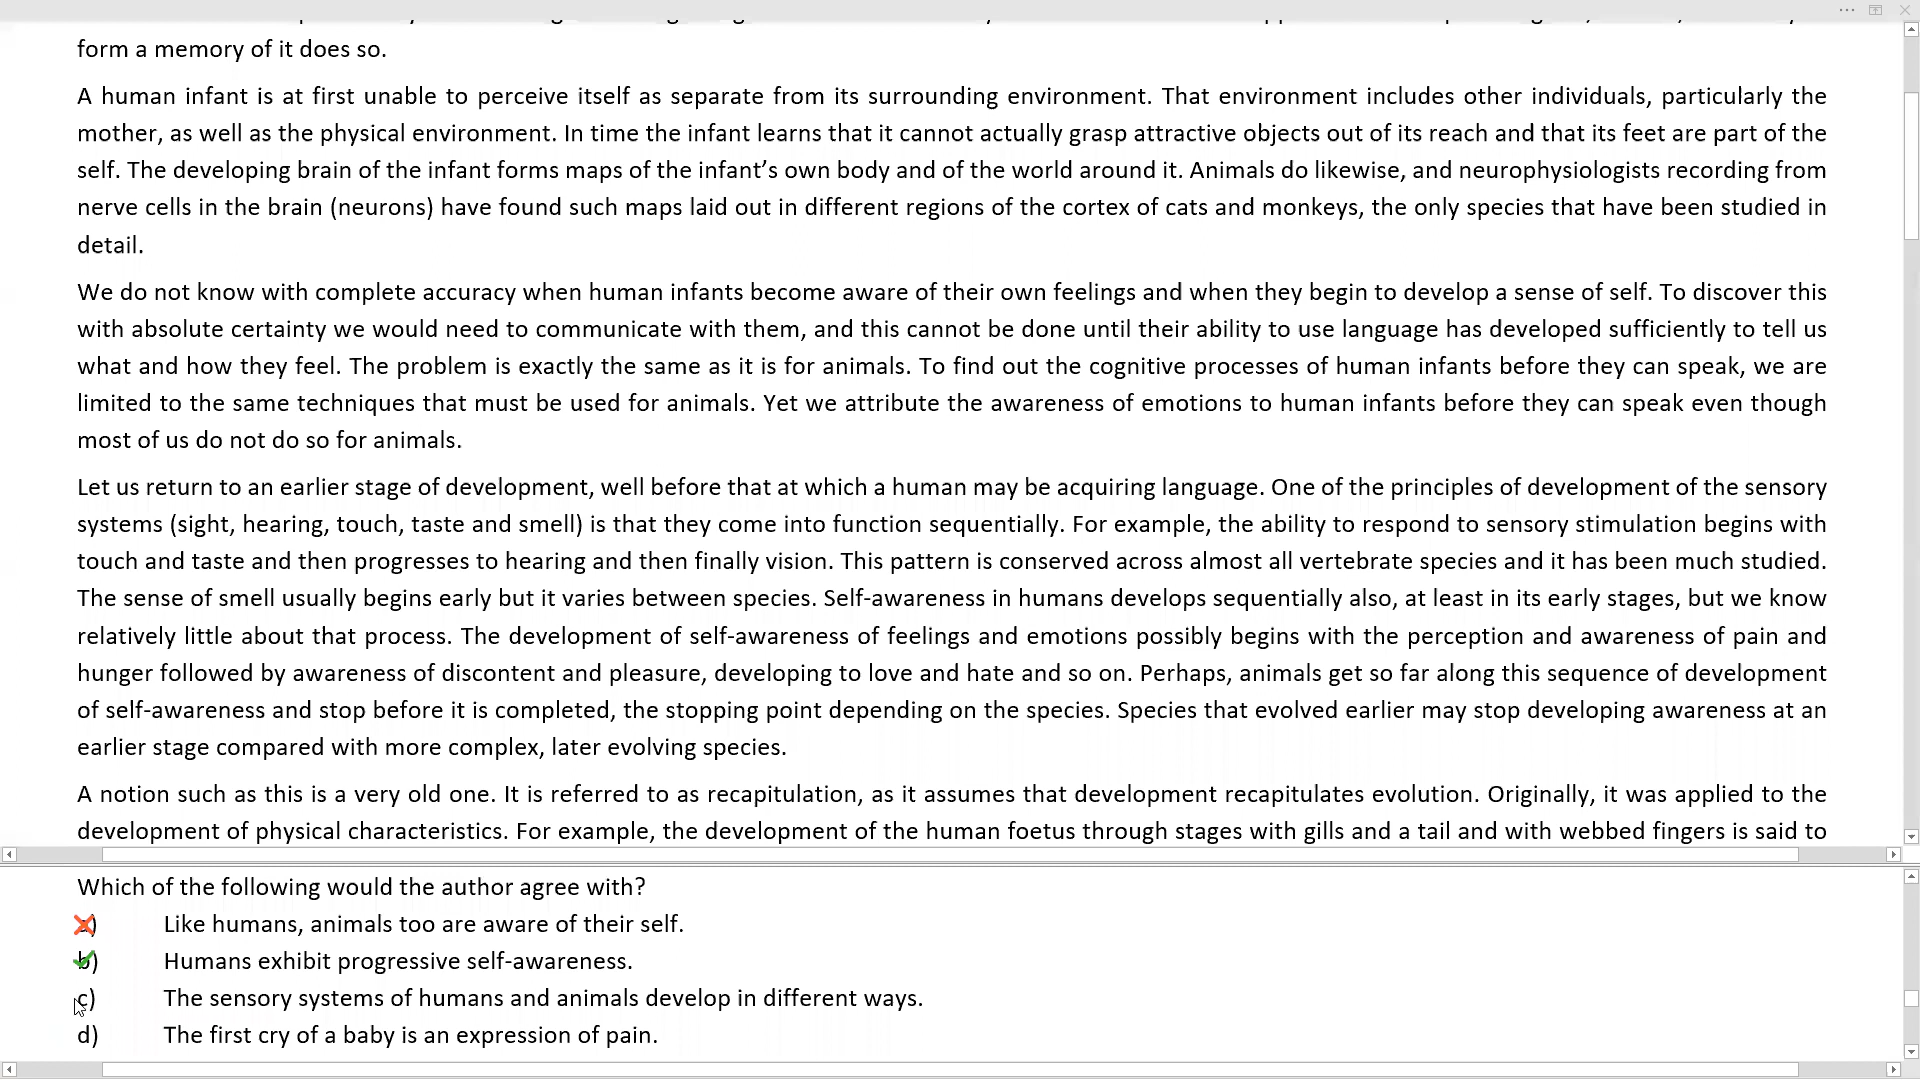 form a memory of it does so.
A human infant is at first unable to perceive itself as separate from its surrounding environment. That environment includes other individuals, particularly the
mother, as well as the physical environment. In time the infant learns that it cannot actually grasp attractive objects out of its reach and that its feet are part of the
self. The developing brain of the infant forms maps of the infant’s own body and of the world around it. Animals do likewise, and neurophysiologists recording from
nerve cells in the brain (neurons) have found such maps laid out in different regions of the cortex of cats and monkeys, the only species that have been studied in
detail.
We do not know with complete accuracy when human infants become aware of their own feelings and when they begin to develop a sense of self. To discover this
with absolute certainty we would need to communicate with them, and this cannot be done until their ability to use language has developed sufficiently to tell us
what and how they feel. The problem is exactly the same as it is for animals. To find out the cognitive processes of human infants before they can speak, we are
limited to the same techniques that must be used for animals. Yet we attribute the awareness of emotions to human infants before they can speak even though
most of us do not do so for animals.
Let us return to an earlier stage of development, well before that at which a human may be acquiring language. One of the principles of development of the sensory
systems (sight, hearing, touch, taste and smell) is that they come into function sequentially. For example, the ability to respond to sensory stimulation begins with
touch and taste and then progresses to hearing and then finally vision. This pattern is conserved across almost all vertebrate species and it has been much studied.
The sense of smell usually begins early but it varies between species. Self-awareness in humans develops sequentially also, at least in its early stages, but we know
relatively little about that process. The development of self-awareness of feelings and emotions possibly begins with the perception and awareness of pain and
hunger followed by awareness of discontent and pleasure, developing to love and hate and so on. Perhaps, animals get so far along this sequence of development
of self-awareness and stop before it is completed, the stopping point depending on the species. Species that evolved earlier may stop developing awareness at an
earlier stage compared with more complex, later evolving species.
A notion such as this is a very old one. It is referred to as recapitulation, as it assumes that development recapitulates evolution. Originally, it was applied to the
development of physical characteristics. For example, the development of the human foetus through stages with gills and a tail and with webbed fingers is said to
Which of the following would the author agree with?
a) Like humans, animals too are aware of their self.
b) Humans exhibit progressive self-awareness.
c) The sensory systems of humans and animals develop in different ways.
d) The first cry of a baby is an expression of pain.